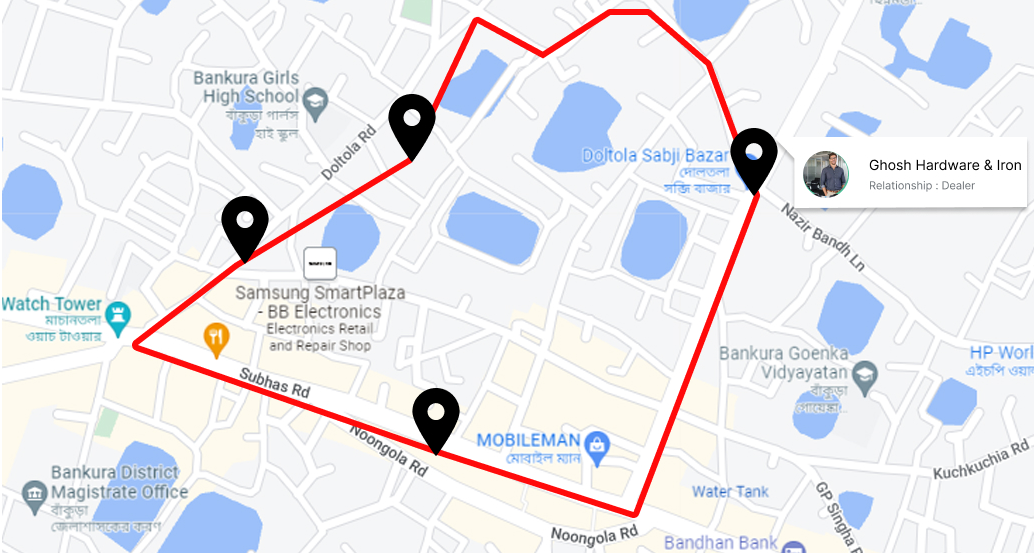 Bankura Girls
High School
বাঁকুড়া গার্লস
হাই স্কুল
Doltola Rd
Doltola Sabji Bazar
দোলতলা
সব্জি বাজার
Ghosh Hardware & Iron
Relationship : Dealer
Nazir Bandh Ln
Samsung SmartPlaza
- BB Electronics
Electronics Retail
and Repair Shop
Watch Tower
মাচানতলা
ওয়াচ টাওয়ার
Subhas Rd
Bankura Goenka
Vidyayatan
বাঁকুড়া
গোয়েঙ্কা...
HP World
এইচপি ওয়ার্ল্ড
Noongola Rd
MOBILEMAN
মোবাইল ম্যান
Kuchkuchia Rd
Bankura District
Magistrate Office
বাঁকুড়া
জেলাশাসকের করণ
Water Tank
GP Singha
Noongola Rd
Bandhan Bank